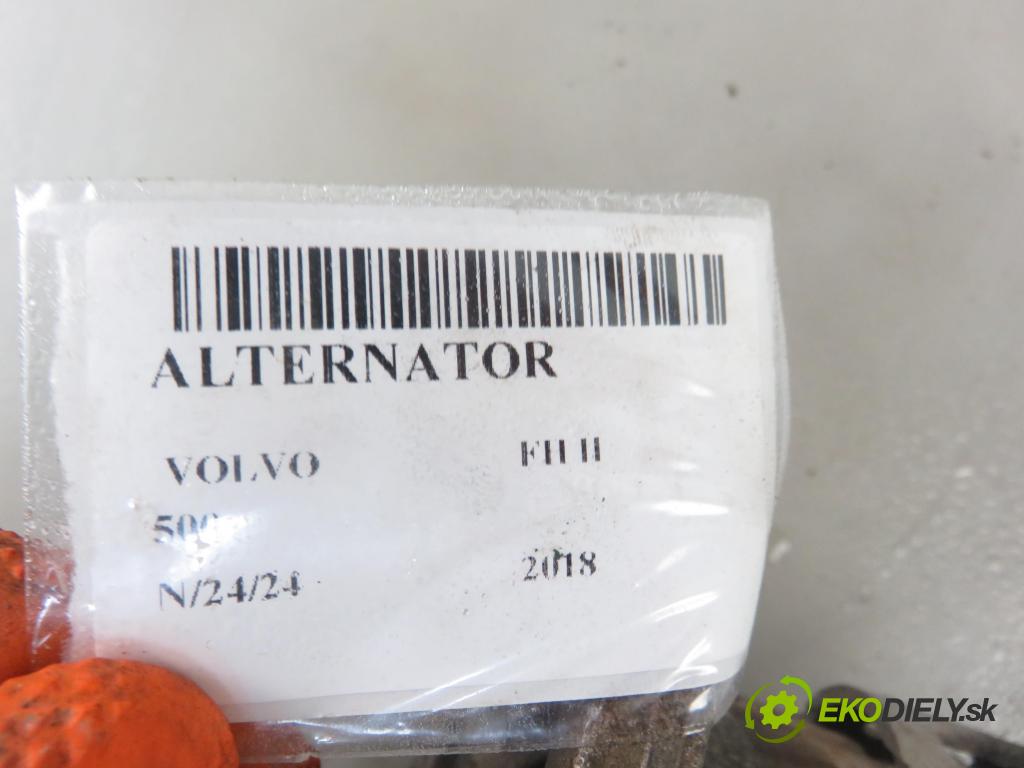 ALTERNATOR
VOLVO FH II
N/24/24 2018
EKODIELY.sk